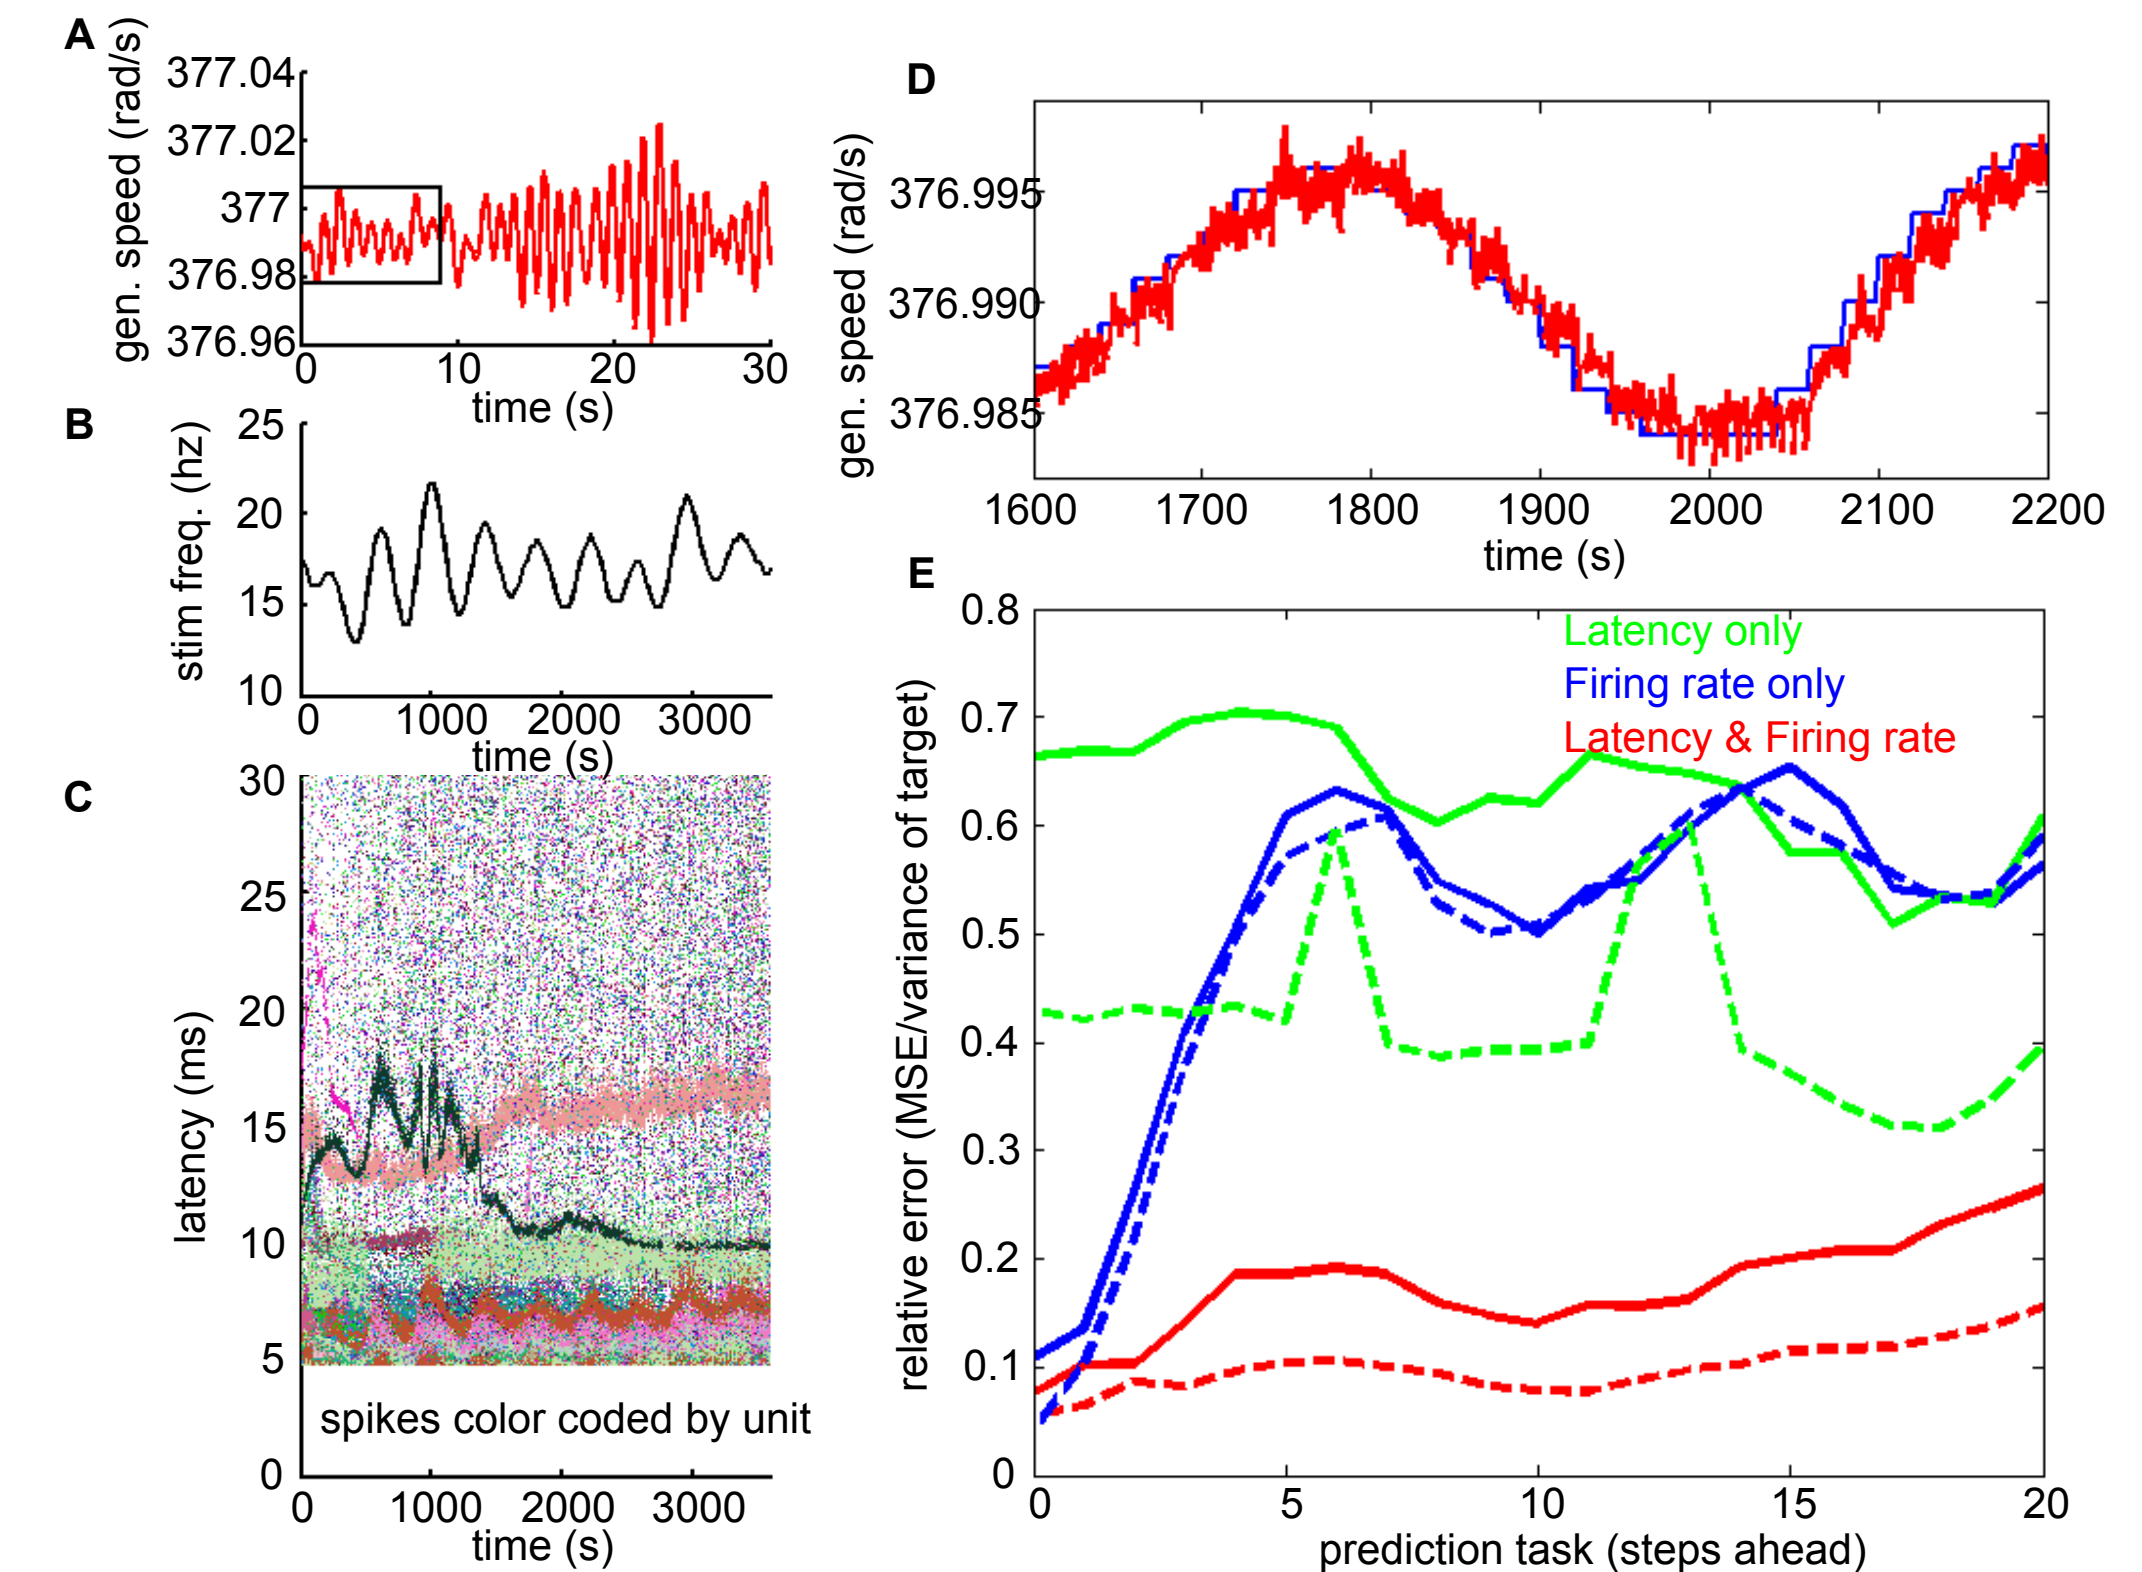 A
gen. speed (rad/s)
377.04
377.02
377
376.98
376.96
0 10 20 30
time (s)
B
stim freq. (hz)
25
20
15
10
0 1000 2000 3000
time (s)
C
latency (ms)
30
25
20
15
10
5
0
spikes color coded by unit
0 1000 2000 3000
time (s)
D
gen. speed (rad/s)
376.995
376.990
376.985
1600 1700 1800 1900 2000 2100 2200
time (s)
E
relative error (MSE/variance of target)
0.8
0.7
0.6
0.5
0.4
0.3
0.2
0.1
0
Latency only
Firing rate only
Latency & Firing rate
0 5 10 15 20
prediction task (steps ahead)